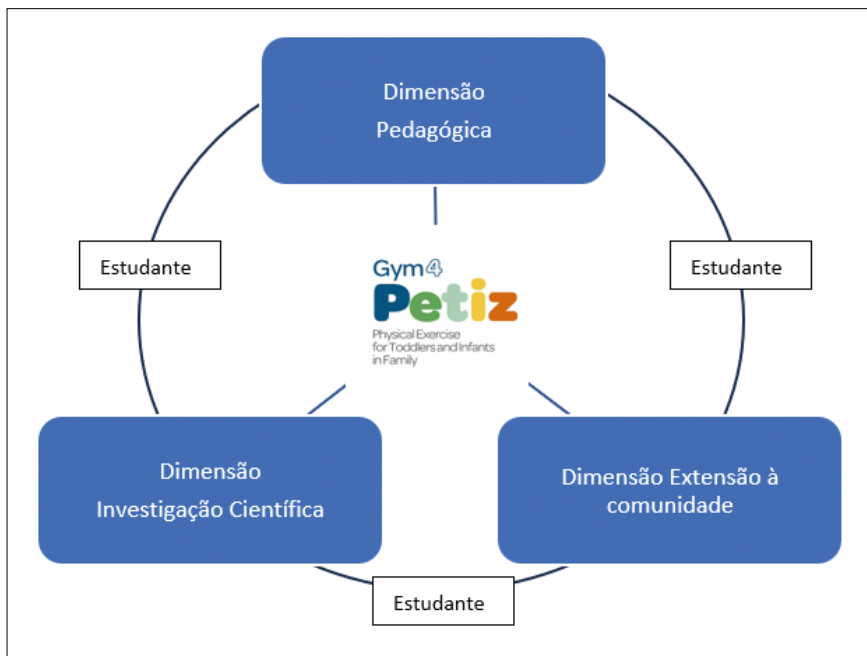 Dimensão
Pedagógica
Estudante
Estudante
Gym4
Petiz
Physical Exercise
for Toddlers and Infants
in Family
Dimensão
Investigação Científica
Dimensão Extensão à
comunidade
Estudante